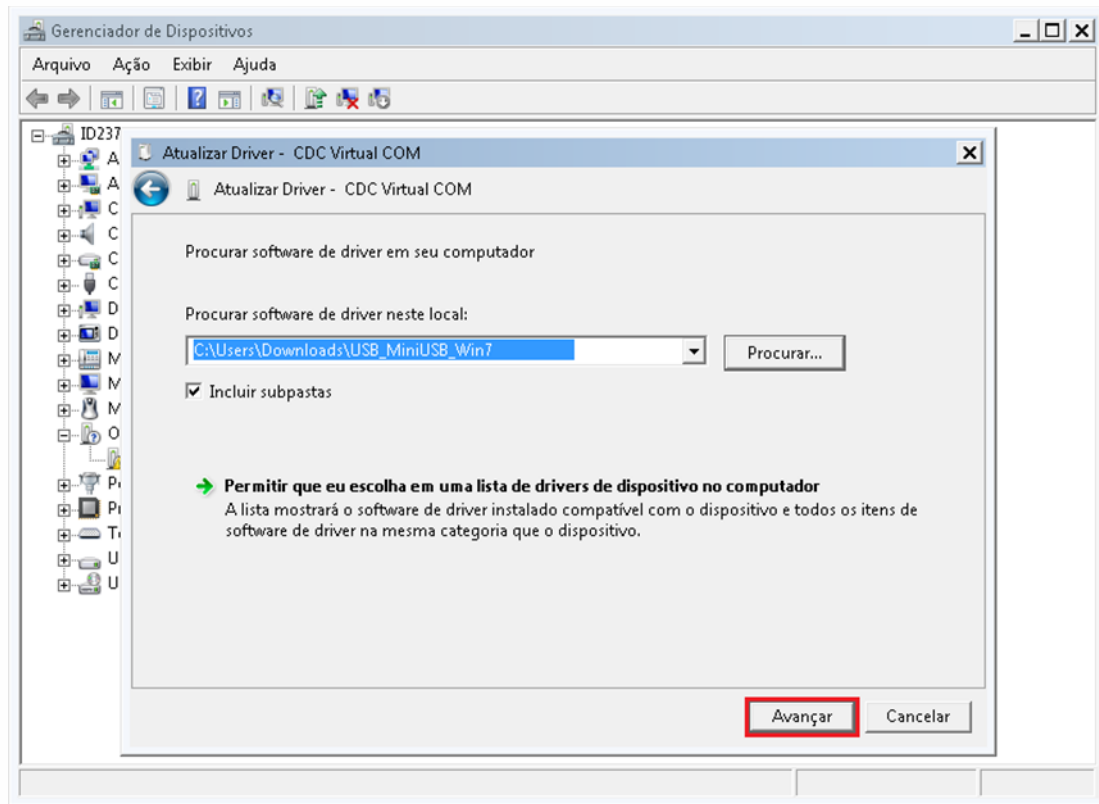 Gerenciador de Dispositivos
Arquivo Ação Exibir Ajuda
ID237
A
A
C
C
C
C
D
D
M
M
M
O
P
P
T
U
U
Atualizar Driver - CDC Virtual COM
Atualizar Driver - CDC Virtual COM
Procurar software de driver em seu computador
Procurar software de driver neste local:
C:\Users\Downloads\USB_MiniUSB_Win7
Procurar...
Incluir subpastas
Permitir que eu escolha em uma lista de drivers de dispositivo no computador
A lista mostrará o software de driver instalado compatível com o dispositivo e todos os itens de
software de driver na mesma categoria que o dispositivo.
Avançar Cancelar